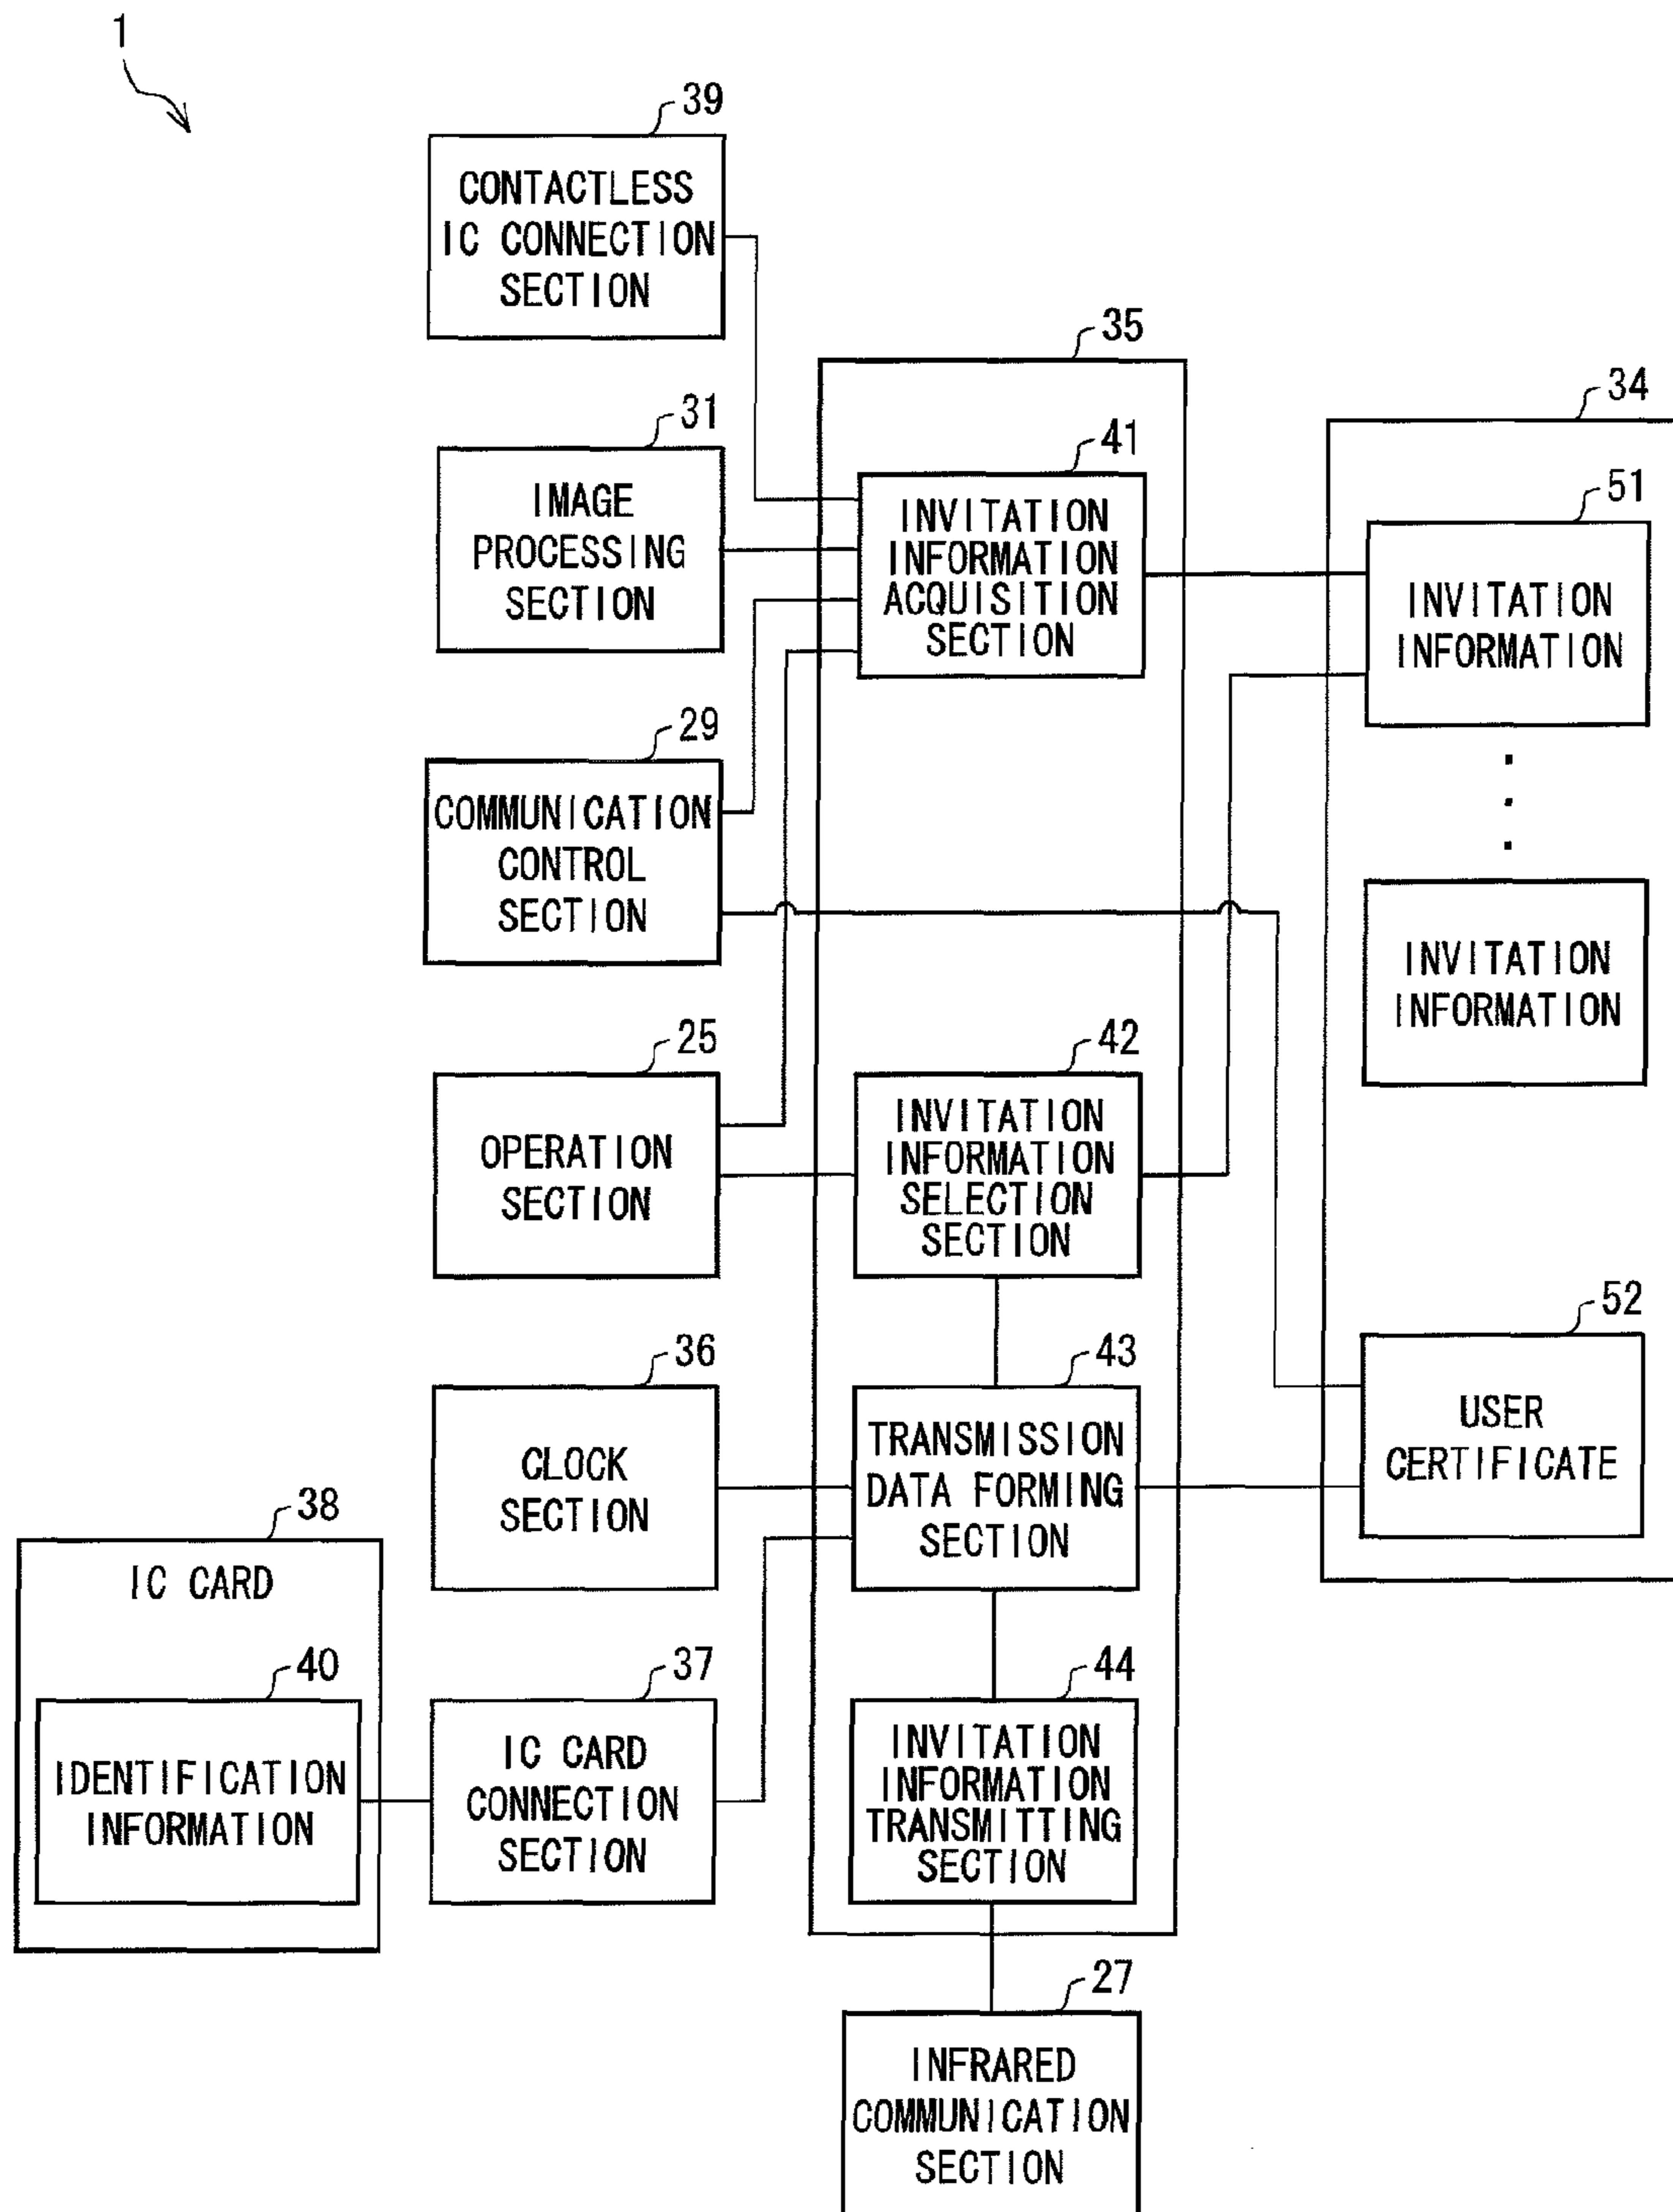 1
39
CONTACTLESS
IC CONNECTION
SECTION
35
34
31
IMAGE
PROCESSING
SECTION
41
INVITATION
INFORMATION
ACQUISITION
SECTION
51
INVITATION
INFORMATION
29
COMMUNICATION
CONTROL
SECTION
INVITATION
INFORMATION
25
OPERATION
SECTION
42
INVITATION
INFORMATION
SELECTION
SECTION
52
USER
CERTIFICATE
36
CLOCK
SECTION
43
TRANSMISSION
DATA FORMING
SECTION
38
IC CARD
40
IDENTIFICATION
INFORMATION
37
IC CARD
CONNECTION
SECTION
44
INVITATION
INFORMATION
TRANSMITTING
SECTION
27
INFRARED
COMMUNICATION
SECTION